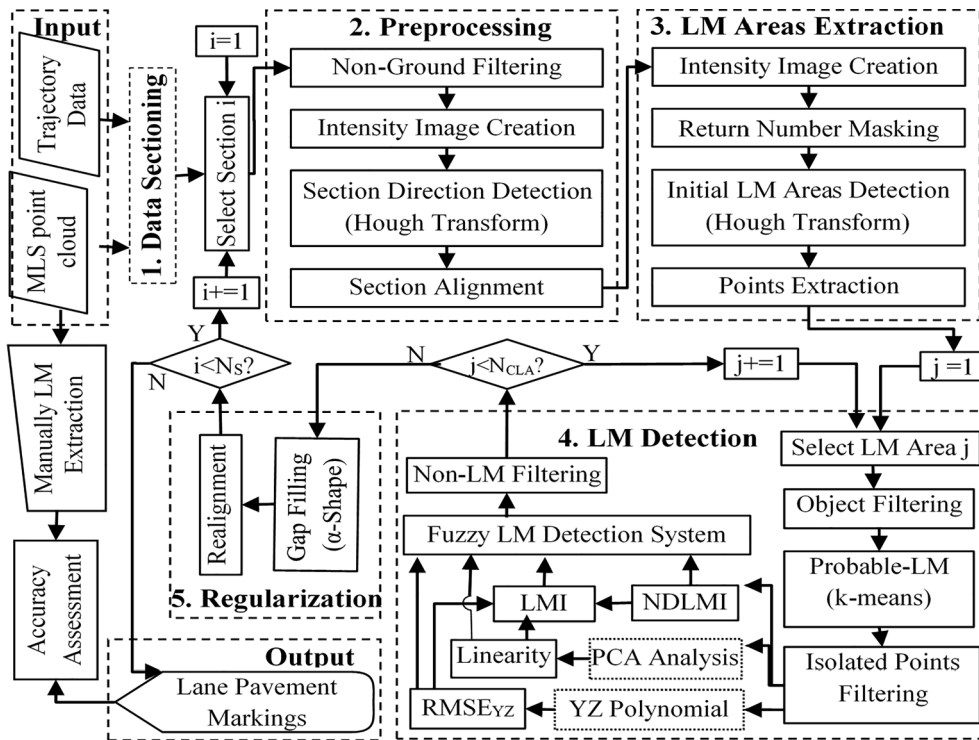 Input
Trajectory
Data
MLS point
cloud
1. Data Sectioning
i=1
Select Section i
i+=1
2. Preprocessing
Non-Ground Filtering
Intensity Image Creation
Section Direction Detection
(Hough Transform)
Section Alignment
3. LM Areas Extraction
Intensity Image Creation
Return Number Masking
Initial LM Areas Detection
(Hough Transform)
Points Extraction
Y
i<NS?
N
N
j<NCLA?
Y
j+=1
j =1
Manually LM
Extraction
Accuracy
Assessment
Realignment
Gap Filling
(α-Shape)
5. Regularization
4. LM Detection
Select LM Area j
Object Filtering
Probable-LM
(k-means)
Isolated Points
Filtering
Non-LM Filtering
Fuzzy LM Detection System
LMI
NDLMI
Linearity
PCA Analysis
RMSEYZ
YZ Polynomial
Output
Lane Pavement
Markings